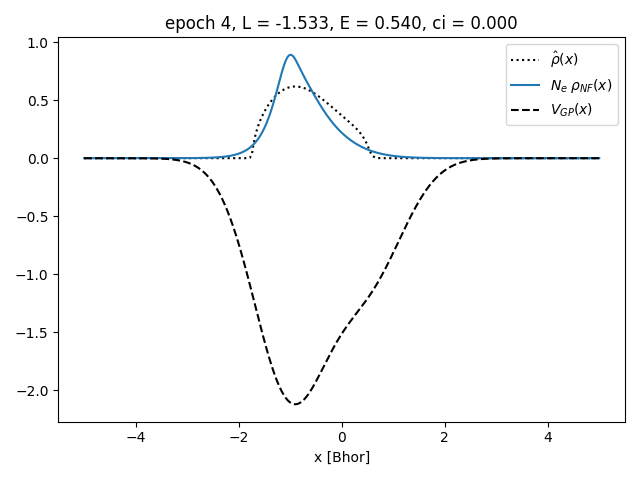 epoch 4, L = -1.533, E = 0.540, ci = 0.000
1.0
0.5
0.0
−0.5
−1.0
−1.5
−2.0
ρ̂(x)
N_e ρ_NF(x)
V_GP(x)
−4
−2
0
2
4
x [Bhor]